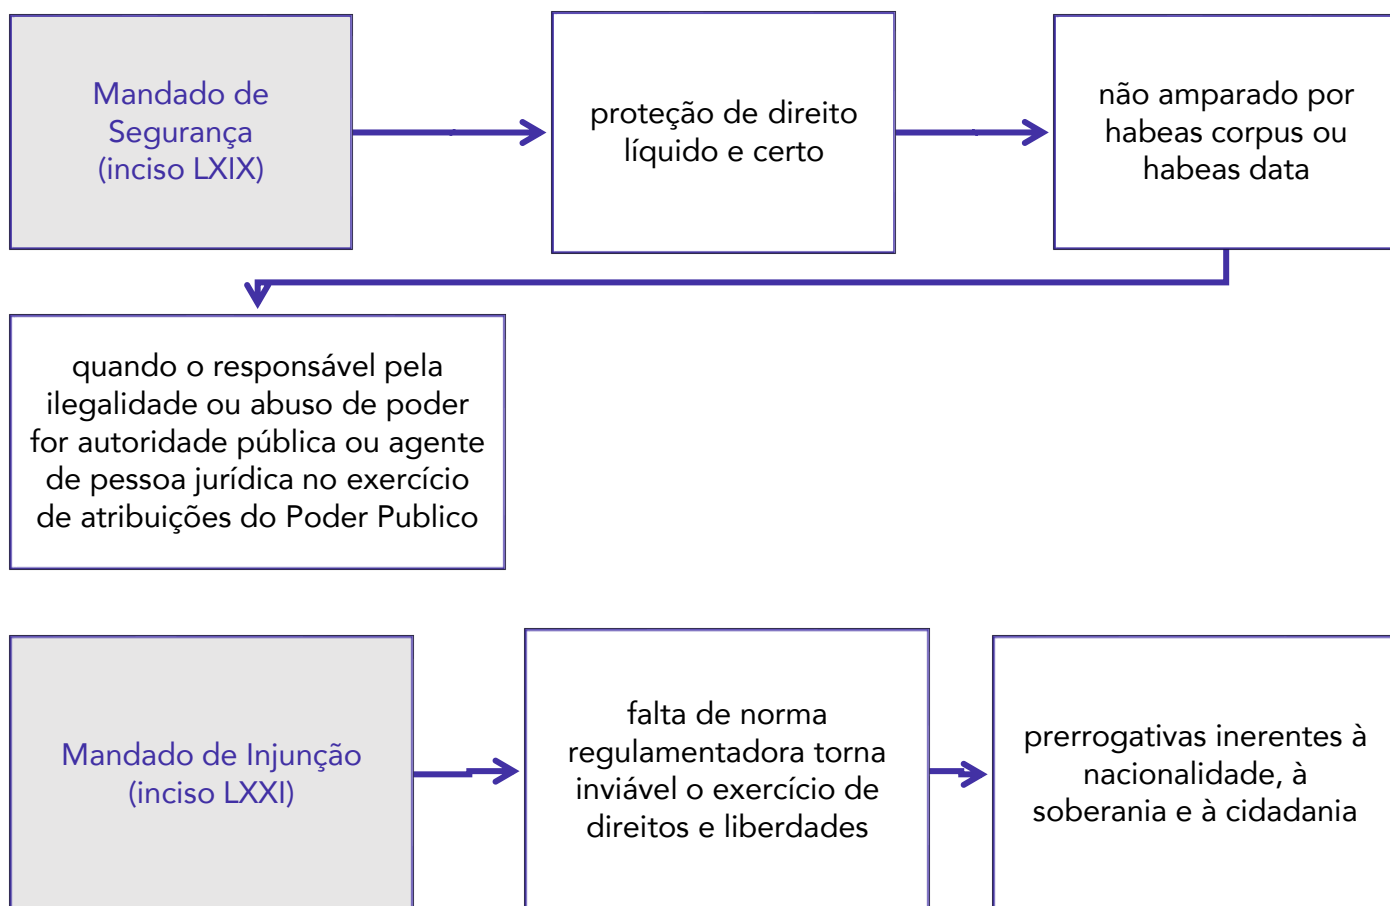 Mandado de
Segurança
(inciso LXIX)
proteção de direito
líquido e certo
não amparado por
habeas corpus ou
habeas data
quando o responsável pela
ilegalidade ou abuso de poder
for autoridade pública ou agente
de pessoa jurídica no exercício
de atribuições do Poder Publico
Mandado de Injunção
(inciso LXXI)
falta de norma
regulamentadora torna
inviável o exercício de
direitos e liberdades
prerrogativas inerentes à
nacionalidade, à
soberania e à cidadania